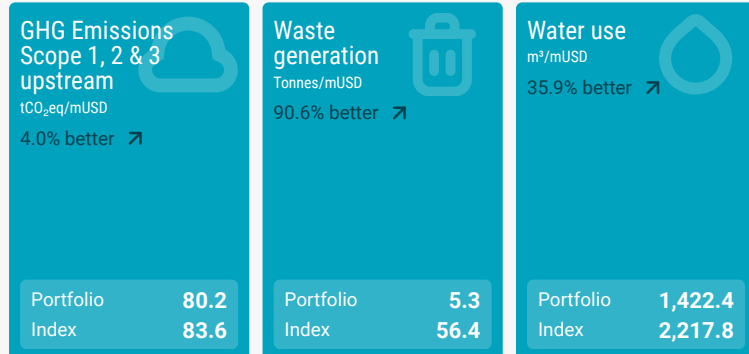 GHG Emissions
Scope 1, 2 & 3
upstream
tCO₂eq/mUSD
4.0% better
Portfolio 80.2
Index 83.6
Waste
generation
Tonnes/mUSD
90.6% better
Portfolio 5.3
Index 56.4
Water use
m³/mUSD
35.9% better
Portfolio 1,422.4
Index 2,217.8